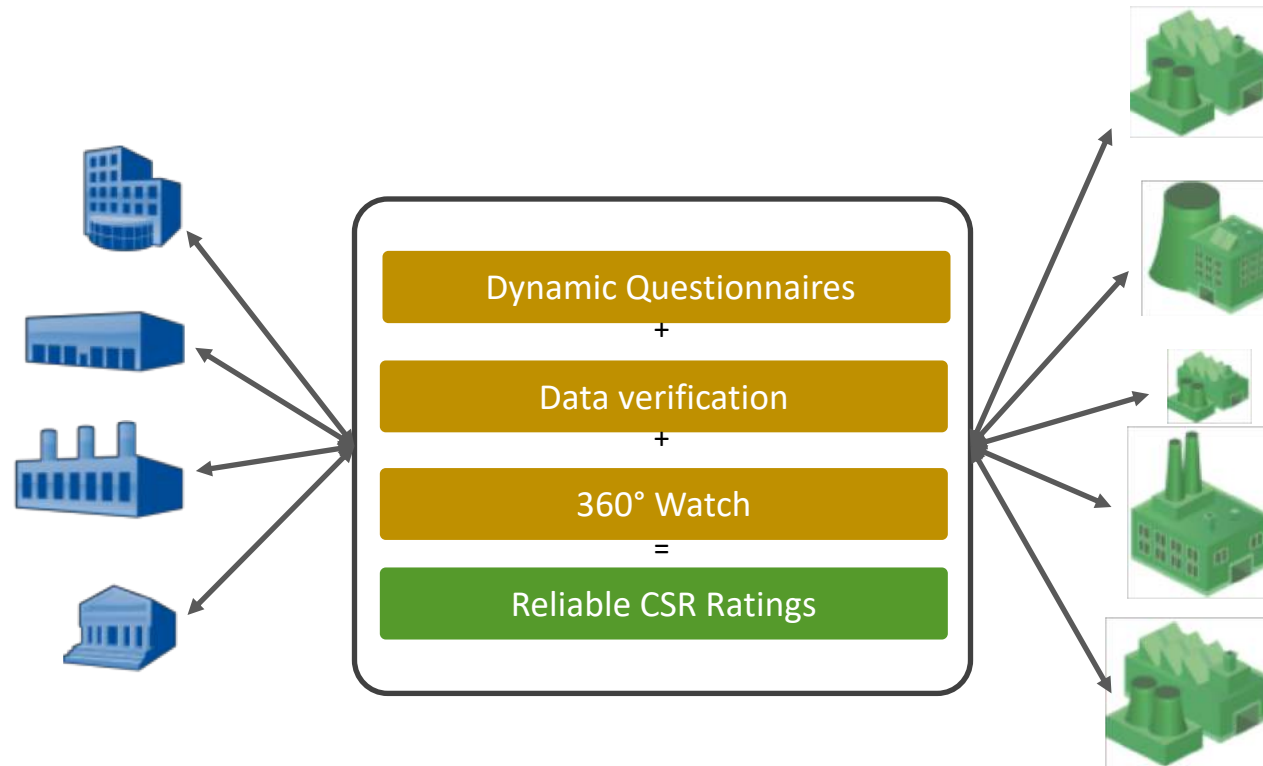 Dynamic Questionnaires
+
Data verification
+
360° Watch
=
Reliable CSR Ratings